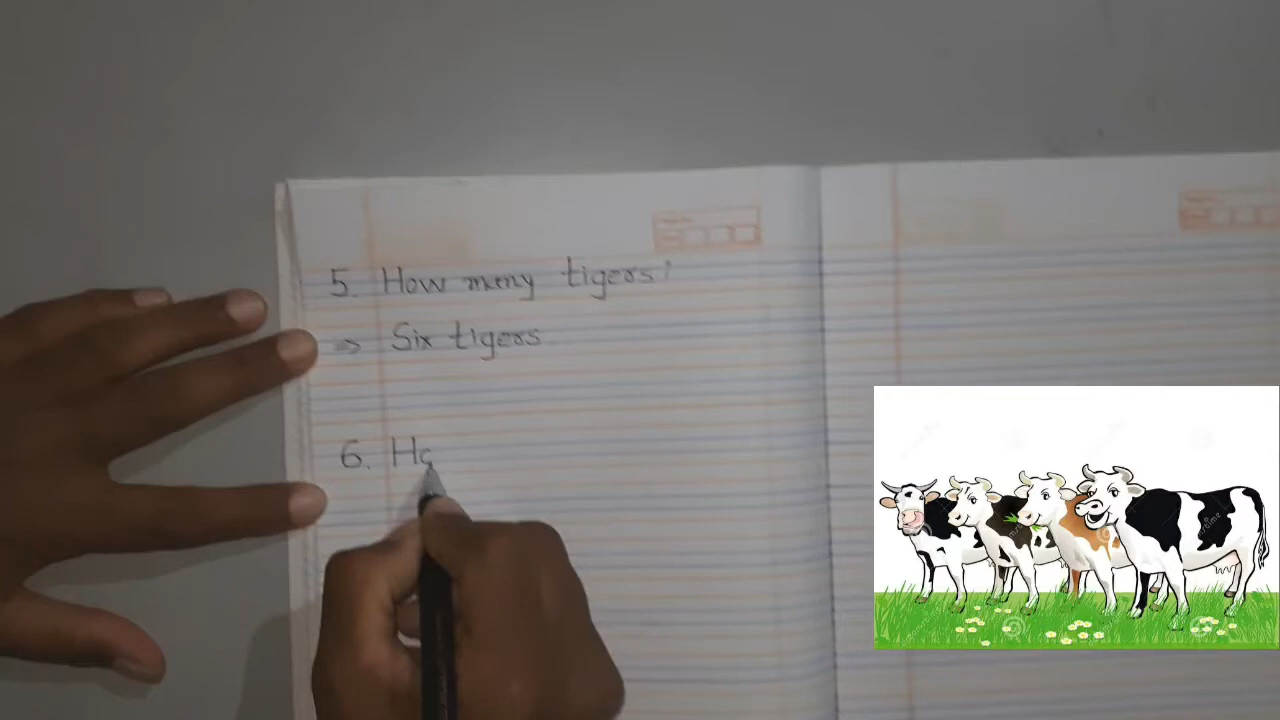 5. How many tigers?
⇒ Six tigers
6. Ho